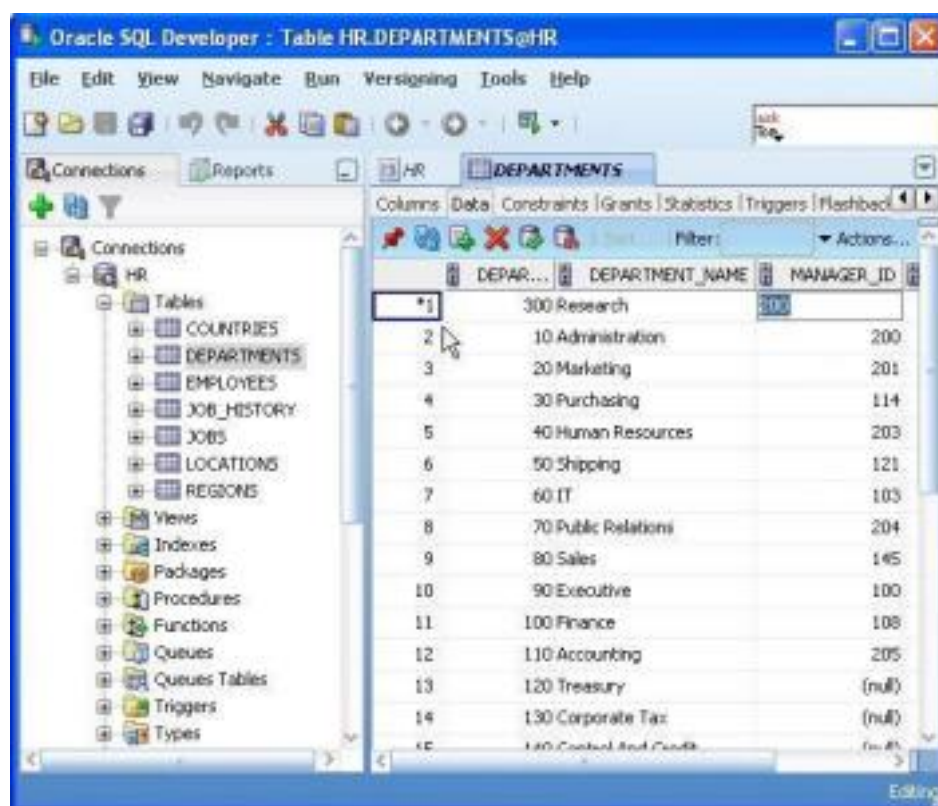 Oracle SQL Developer : Table HR.DEPARTMENTS@HR
File Edit View Navigate Run Versioning Tools Help
Connections Reports
HR DEPARTMENTS
Columns Data Constraints Grants Statistics Triggers Flashback
Filter: Actions...
DEPAR... DEPARTMENT_NAME MANAGER_ID
Connections
HR
Tables
COUNTRIES
DEPARTMENTS
EMPLOYEES
JOB_HISTORY
JOBS
LOCATIONS
REGIONS
Views
Indexes
Packages
Procedures
Functions
Queues
Queues Tables
Triggers
Types
*1 300 Research
2 10 Administration 200
3 20 Marketing 201
4 30 Purchasing 114
5 40 Human Resources 203
6 50 Shipping 121
7 60 IT 103
8 70 Public Relations 204
9 80 Sales 145
10 90 Executive 100
11 100 Finance 108
12 110 Accounting 205
13 120 Treasury (null)
14 130 Corporate Tax (null)
Editing